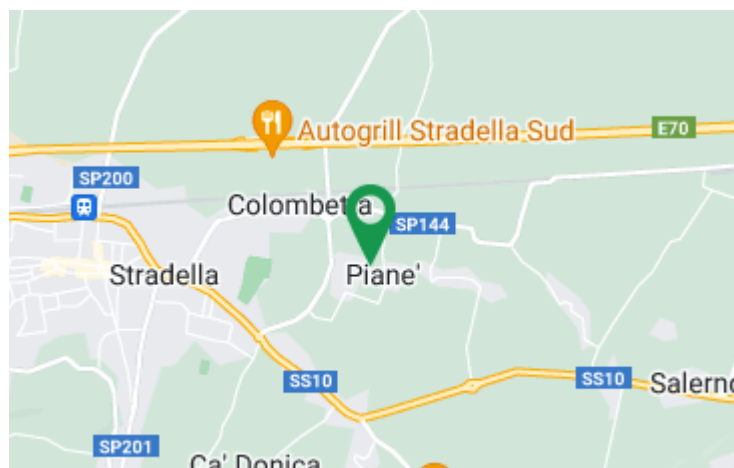 Autogrill Stradella Sud
E70
SP200
Colombetta
SP144
Stradella
Piane'
SS10
SS10
Salerno
SP201
Ca' Donica